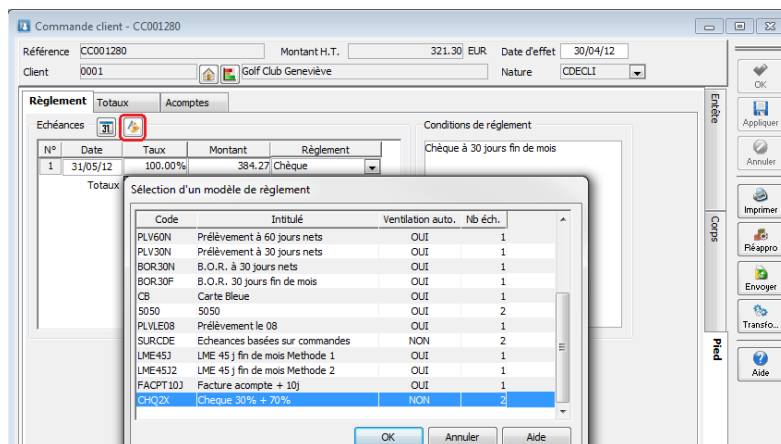 Commande client - CC001280
Référence CC001280 Montant H.T. 321.30 EUR Date d'effet 30/04/12
Client 0001 Golf Club Geneviève Nature CDECLI
Règlement Totaux Acomptes
Echéances 31 Conditions de réglement
N° Date Taux Montant Règlement
1 31/05/12 100.00% 384.27 Chèque
Chèque à 30 jours fin de mois
Totaux
Sélection d'un modèle de règlement
Code Intitulé Ventilation auto. Nb éch.
PLV60N Prélèvement à 60 jours nets OUI 1
PLV30N Prélèvement à 30 jours nets OUI 1
BOR30N B.O.R. à 30 jours nets OUI 1
BOR30F B.O.R. 30 jours fin de mois OUI 1
CB Carte Bleue OUI 1
5050 5050 OUI 2
PLVLE08 Prélèvement le 08 OUI 1
SURCDE Echeances basées sur commandes NON 2
LME45J LME 45 j fin de mois Methode 1 OUI 1
LME45J2 LME 45 j fin de mois Methode 2 OUI 1
FACPT10J Facture acompte + 10j OUI 1
CHQ2X Cheque 30% + 70% NON 2
OK Annuler Aide
Entête
Corps
Pied
OK
Appliquer
Annuler
Imprimer
Réappro
Envoyer
Transfo...
Aide